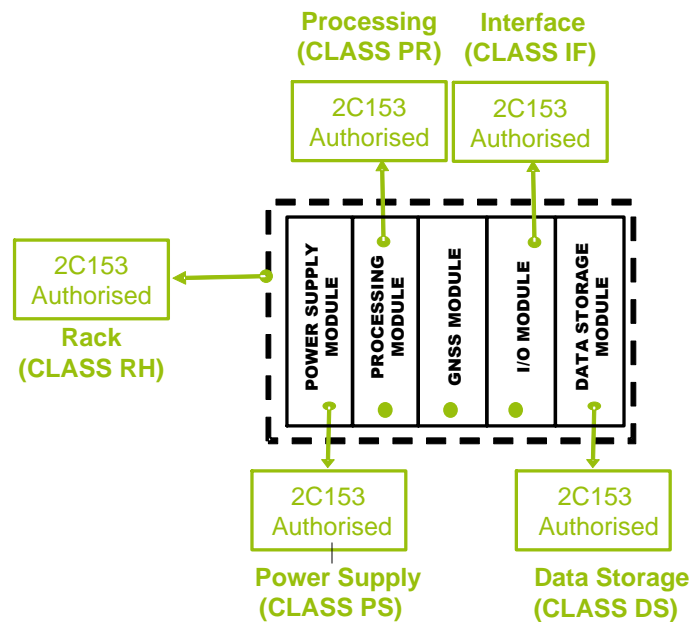 Processing
(CLASS PR)
Interface
(CLASS IF)
2C153
Authorised
2C153
Authorised
2C153
Authorised
Rack
(CLASS RH)
POWER SUPPLY
MODULE
PROCESSING
MODULE
GNSS MODULE
I/O MODULE
DATA STORAGE
MODULE
2C153
Authorised
Power Supply
(CLASS PS)
2C153
Authorised
Data Storage
(CLASS DS)